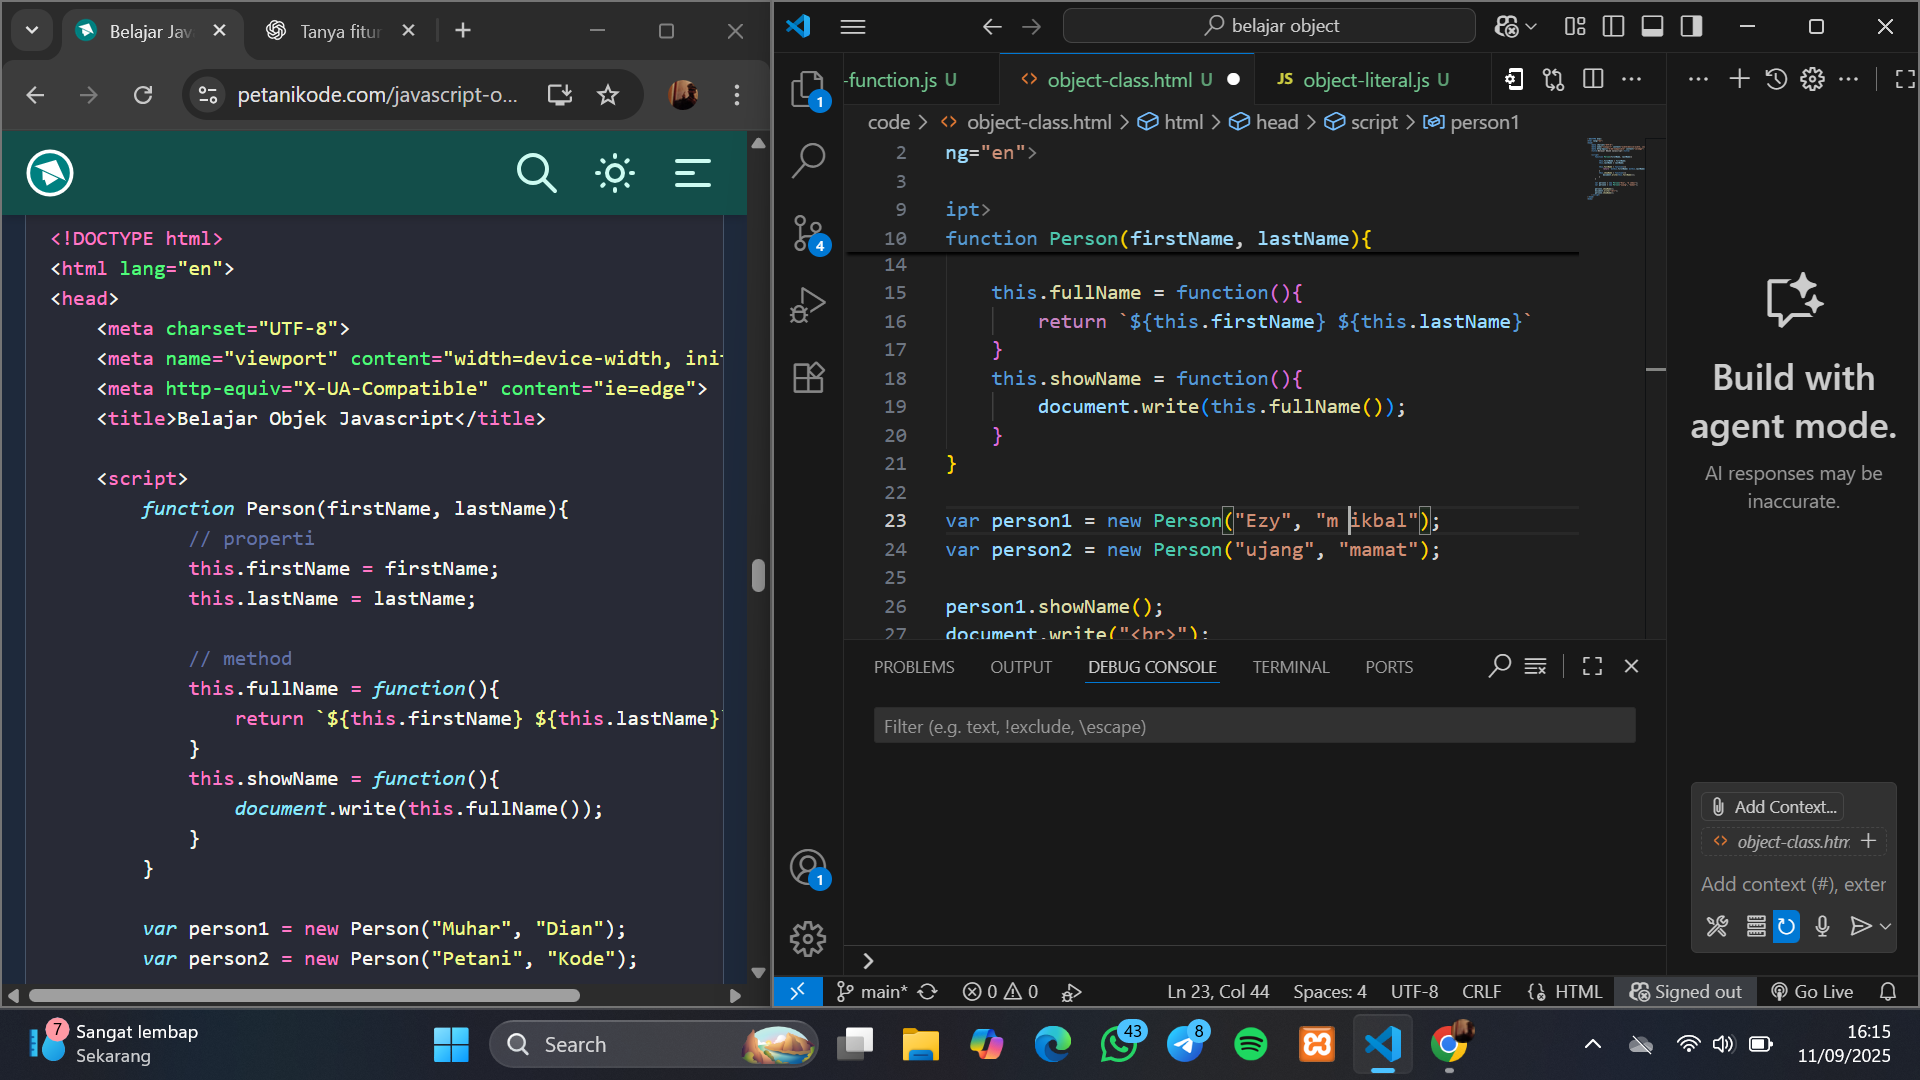 Belajar Jav
Tanya fitur
petanikode.com/javascript-o...
<!DOCTYPE html>
<html lang="en">
<head>
<meta charset="UTF-8">
<meta name="viewport" content="width=device-width, init
<meta http-equiv="X-UA-Compatible" content="ie=edge">
<title>Belajar Objek Javascript</title>
<script>
function Person(firstName, lastName){
// properti
this.firstName = firstName;
this.lastName = lastName;
// method
this.fullName = function(){
return `${this.firstName} ${this.lastName}`
}
this.showName = function(){
document.write(this.fullName());
}
}
var person1 = new Person("Muhar", "Dian");
var person2 = new Person("Petani", "Kode");
belajar object
-function.js U
object-class.html U
JS object-literal.js U
code > object-class.html > html > head > script > person1
2 ng="en">
3
9 ipt>
10 function Person(firstName, lastName){
14
15 this.fullName = function(){
16 return `${this.firstName} ${this.lastName}`
17 }
18 this.showName = function(){
19 document.write(this.fullName());
20 }
21 }
22
23 var person1 = new Person("Ezy", "m ikbal");
24 var person2 = new Person("ujang", "mamat");
25
26 person1.showName();
27 document.write("<br>");
1
4
1
PROBLEMS OUTPUT DEBUG CONSOLE TERMINAL PORTS
Filter (e.g. text, !exclude, \escape)
Build with
agent mode.
AI responses may be
inaccurate.
Add Context...
object-class.htm
Add context (#), exter
main* 0 0 Ln 23, Col 44 Spaces: 4 UTF-8 CRLF HTML Signed out Go Live
7
Sangat lembap
Sekarang
Search
43
8
16:15
11/09/2025